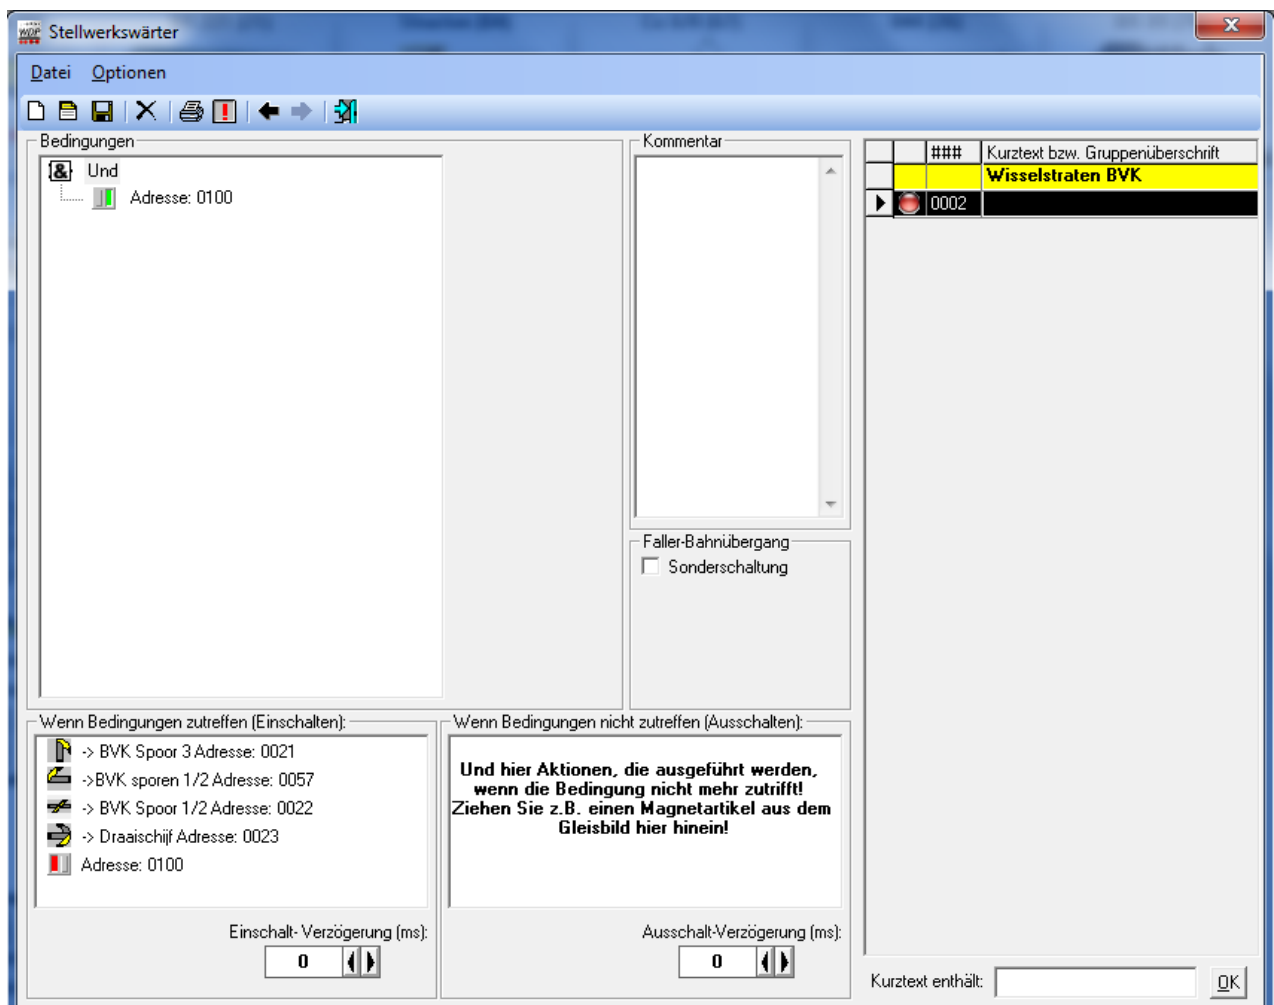 Stellwerkswärter
Datei Optionen
Bedingungen
Und
Adresse: 0100
Kommentar
Faller-Bahnübergang
Sonderschaltung
### Kurztext bzw. Gruppenüberschrift
Wisselstraten BVK
0002
Wenn Bedingungen zutreffen (Einschalten):
-> BVK Spoor 3 Adresse: 0021
->BVK sporen 1/2 Adresse: 0057
-> BVK Spoor 1/2 Adresse: 0022
-> Draaischijf Adresse: 0023
Adresse: 0100
Einschalt- Verzögerung (ms):
0
Wenn Bedingungen nicht zutreffen (Ausschalten):
Und hier Aktionen, die ausgeführt werden,
wenn die Bedingung nicht mehr zutrifft!
Ziehen Sie z.B. einen Magnetartikel aus dem
Gleisbild hier hinein!
Ausschalt-Verzögerung (ms):
0
Kurztext enthält:
OK